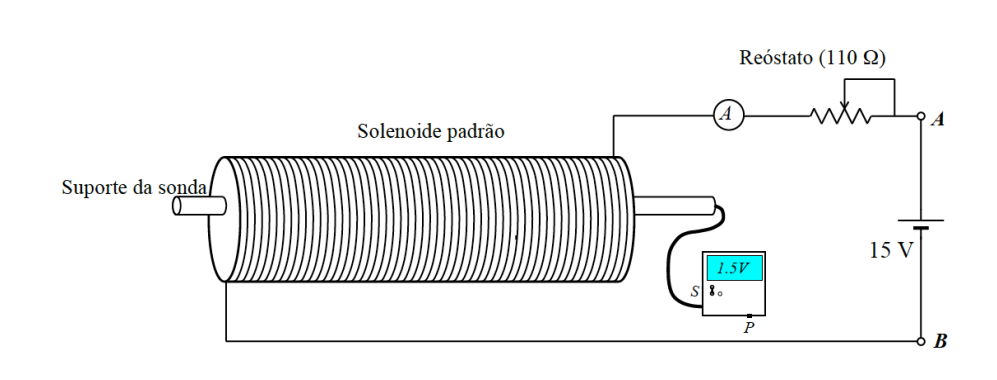 Reóstato (110 Ω)
A
A
Solenoide padrão
Suporte da sonda
15 V
1.5V
S
P
B